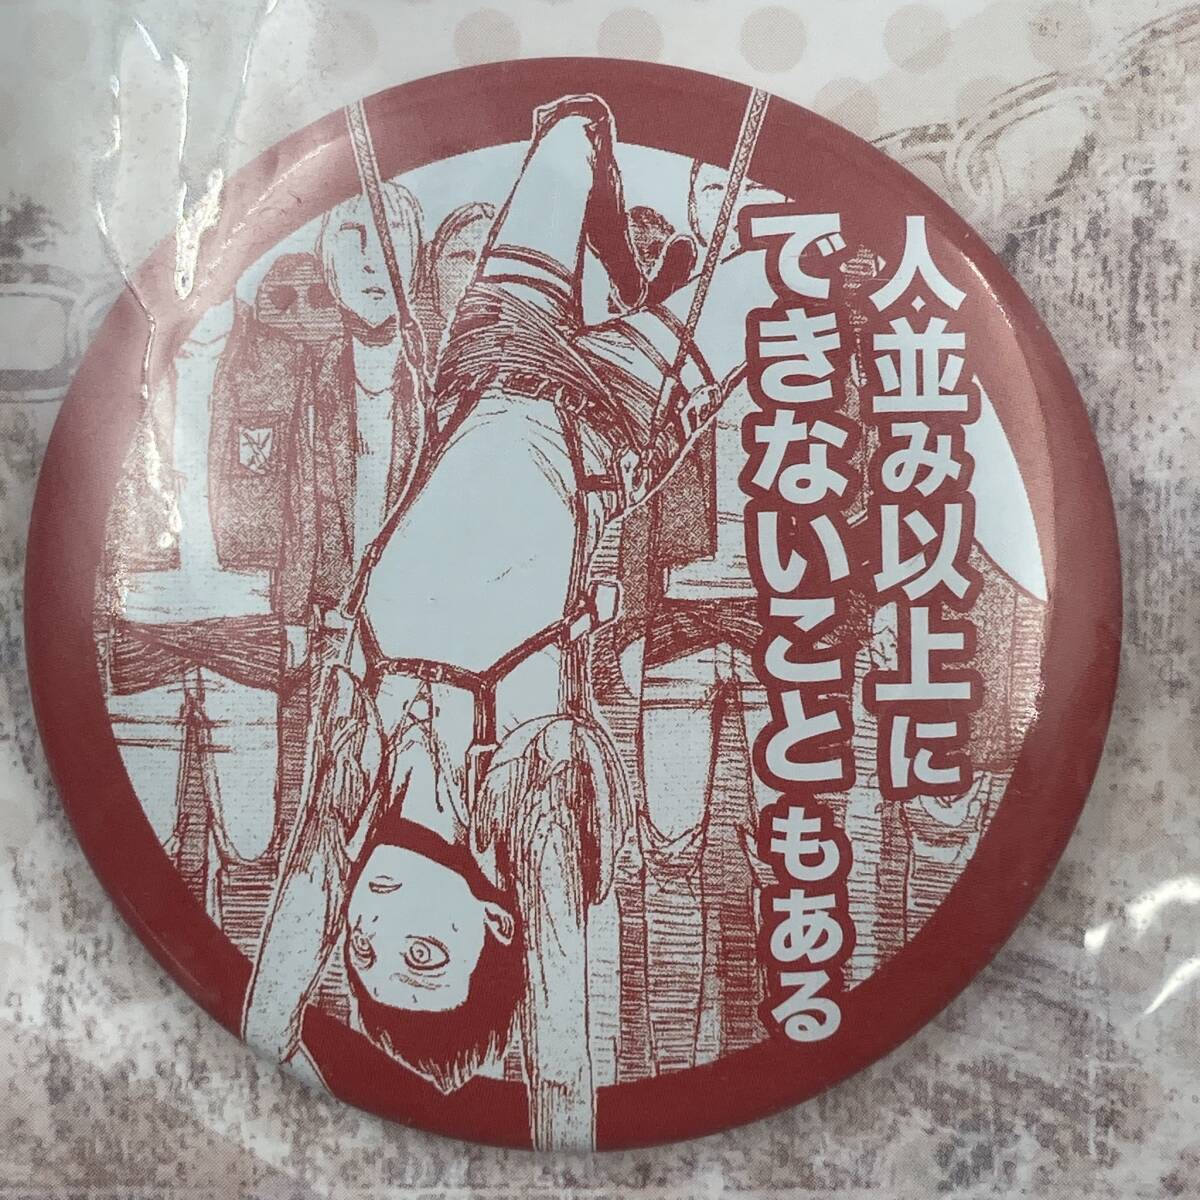 人並み以上に
できないこともある